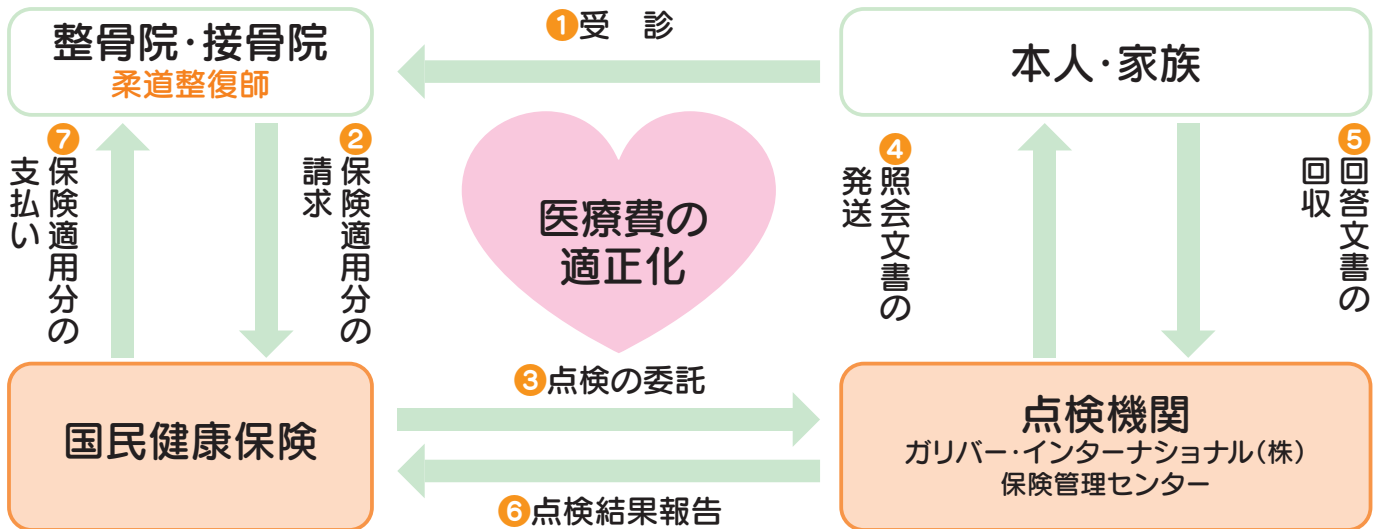 整骨院・接骨院
柔道整復師
❶受　診
本人・家族
❼保険適用分の
支払い
❷保険適用分の
請求
医療費の
適正化
❹照会文書の
発送
❺回答文書の
回収
国民健康保険
❸点検の委託
❻点検結果報告
点検機関
ガリバー・インターナショナル(株)
保険管理センター